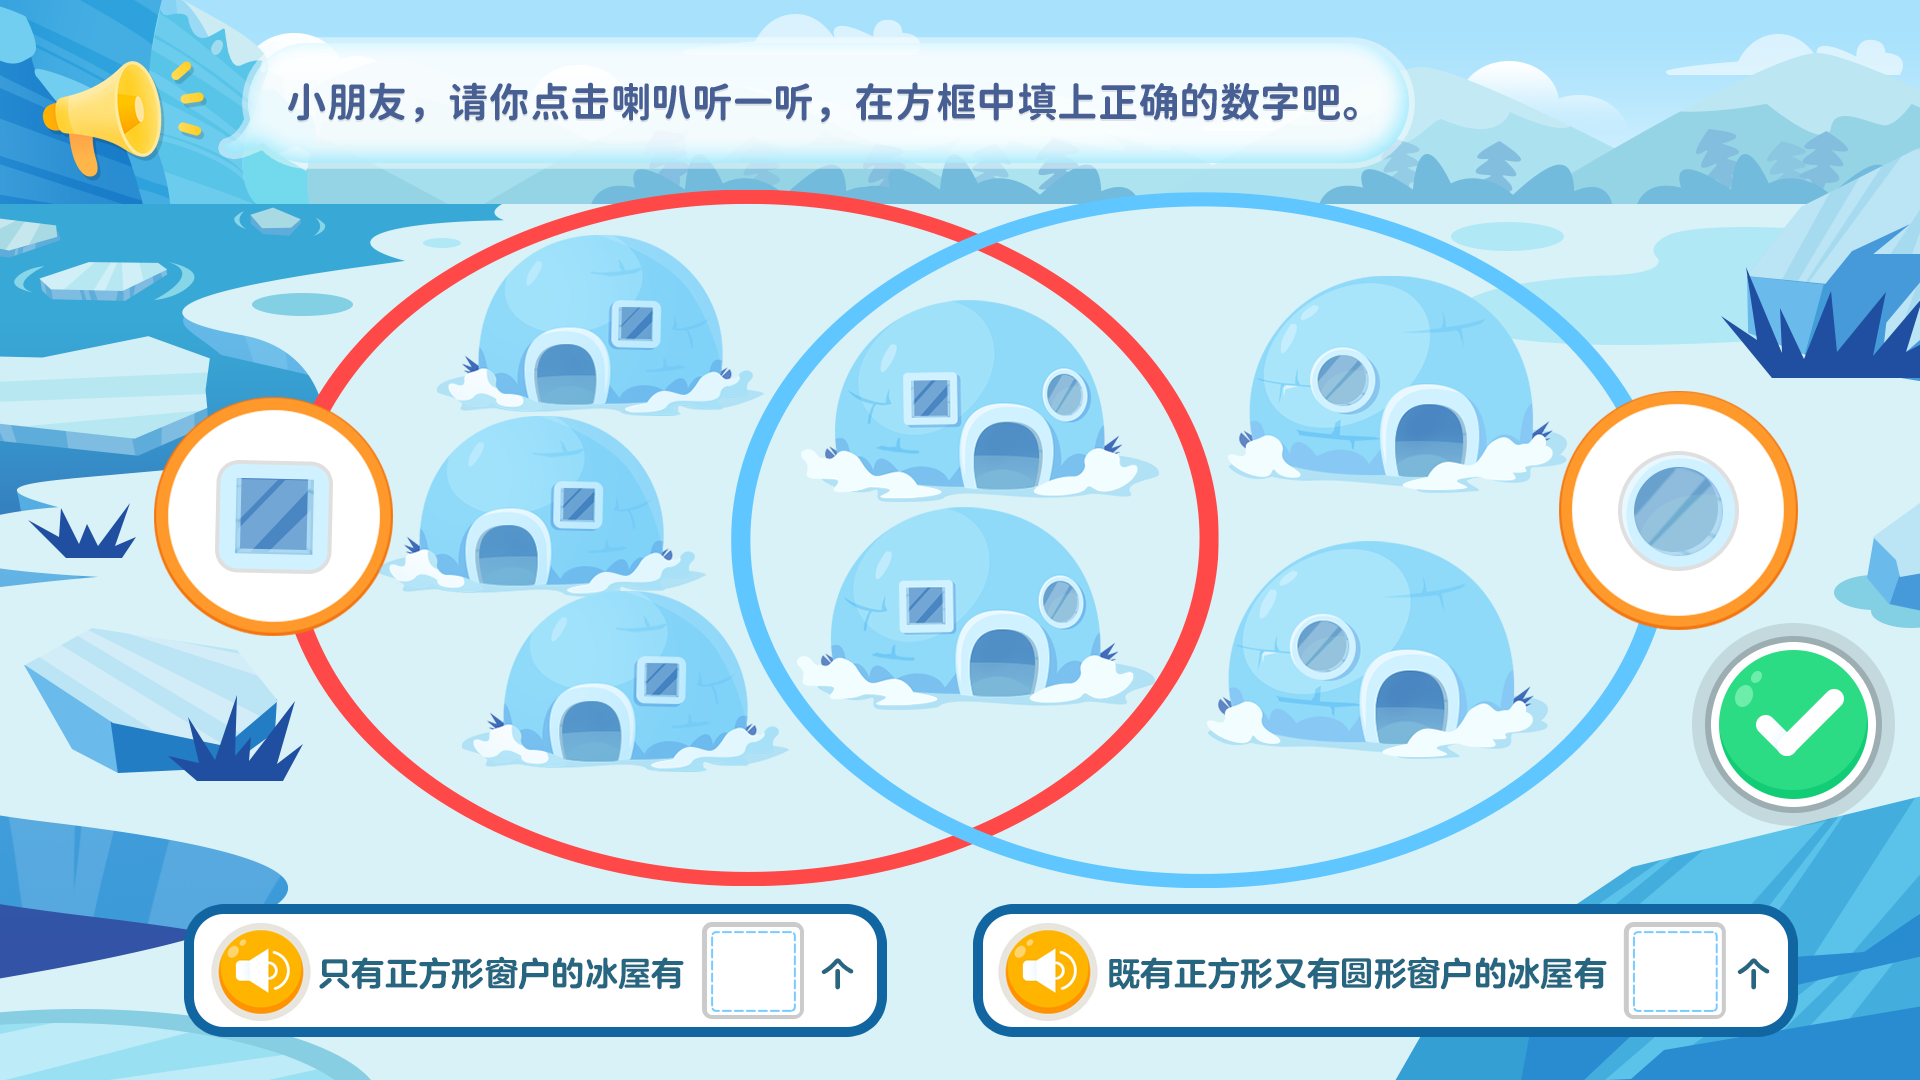 小朋友，请你点击喇叭听一听，在方框中填上正确的数字吧。
只有正方形窗户的冰屋有 个
既有正方形又有圆形窗户的冰屋有 个